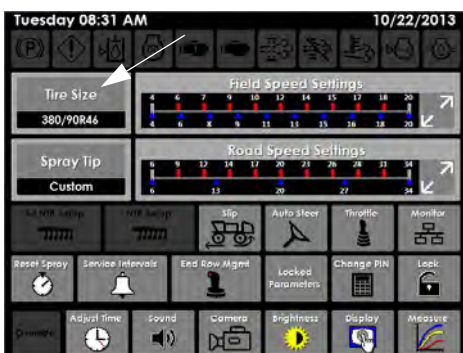 Tuesday 08:31 AM 10/22/2013
Tire Size
380/90R46
Field Speed Settings
4 6 7 9 10 12 14 15 17 18 20
4 6 8 9 11 13 15 16 18 20
Spray Tip
Custom
Road Speed Settings
6 9 12 14 17 20 23 26 28 31 34
6 13 20 27 34
Slip
Auto Steer
Throttle
Monitor
Reset Spray
Service Intervals
End Row Mgmt
Locked
Parameters
Change PIN
Lock
Adjust Time
Sound
Camera
Brightness
Display
Measure